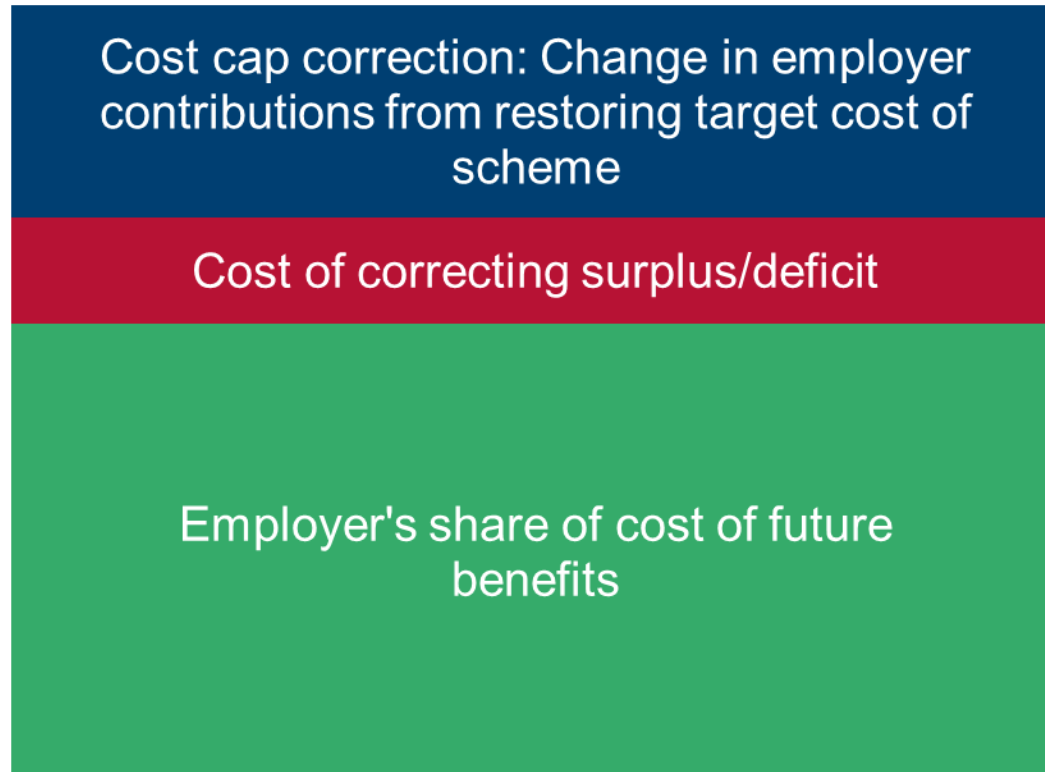 Cost cap correction: Change in employer
contributions from restoring target cost of
scheme
Cost of correcting surplus/deficit
Employer's share of cost of future
benefits